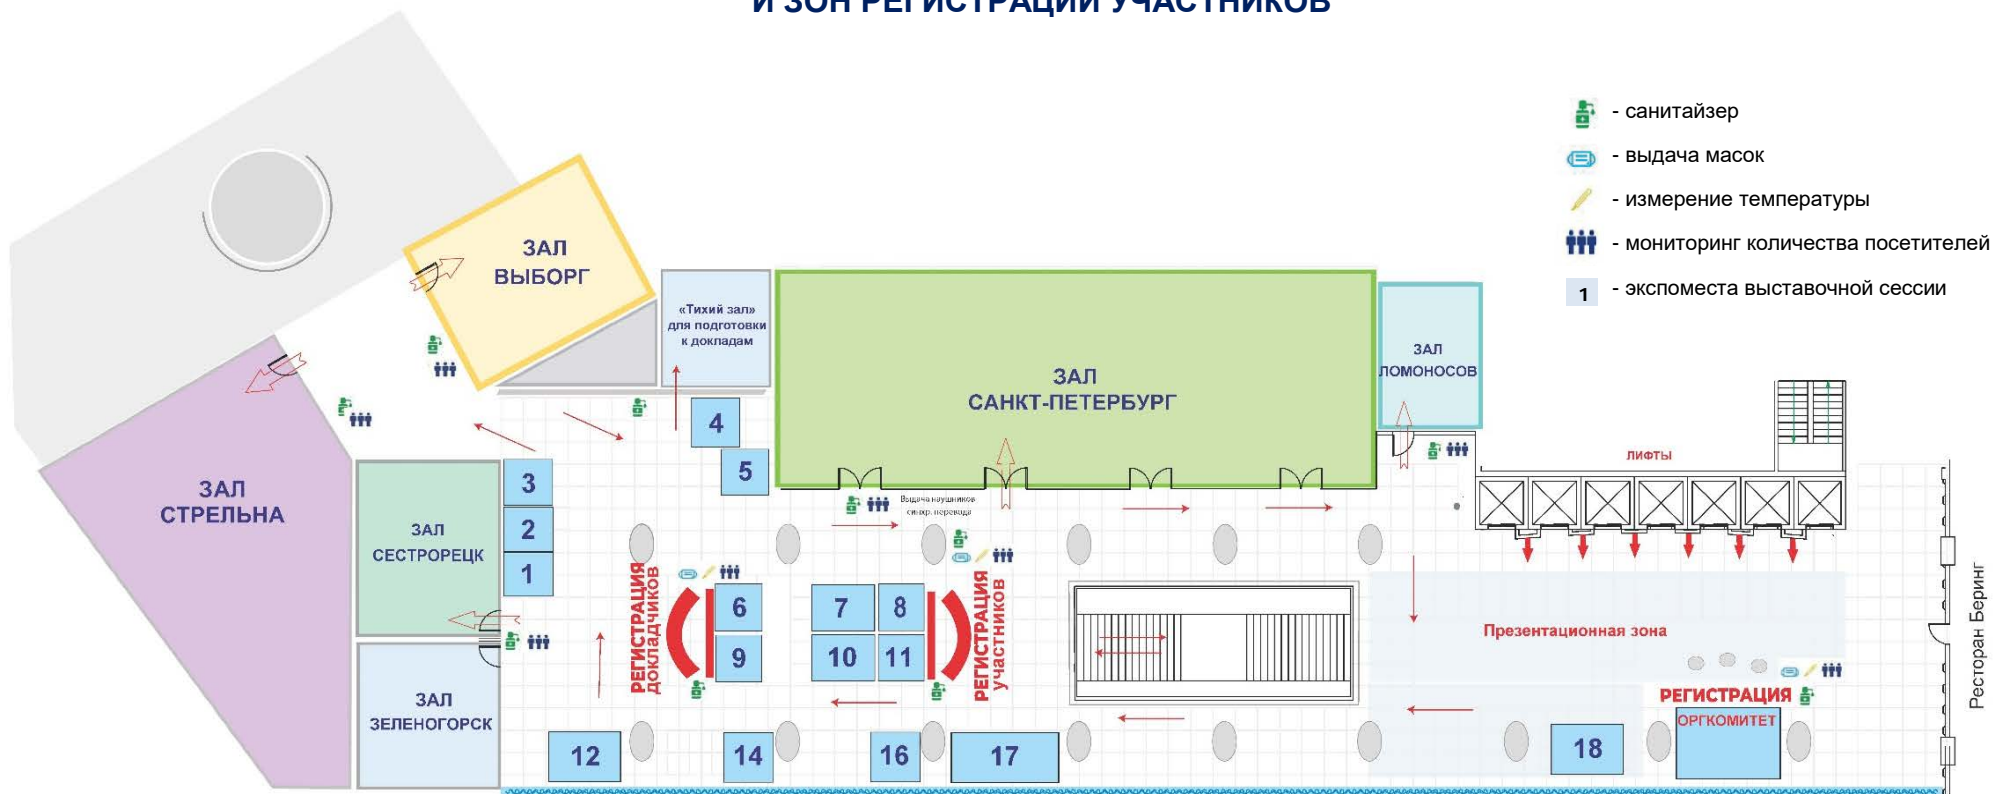 И ЗОН РЕГИСТРАЦИИ УЧАСТНИКОВ
- санитайзер
- выдача масок
- измерение температуры
- мониторинг количества посетителей
1 - экспоместа выставочной сессии
ЗАЛ
ВЫБОРГ
«Тихий зал»
для подготовки
к докладам
ЗАЛ
САНКТ-ПЕТЕРБУРГ
ЗАЛ
ЛОМОНОСОВ
ЛИФТЫ
ЗАЛ
СТРЕЛЬНА
ЗАЛ
СЕСТРОРЕЦК
ЗАЛ
ЗЕЛЕНОГОРСК
3
2
1
4
5
Выдача наушников
синхр. перевода
РЕГИСТРАЦИЯ
докладчиков
6
9
7
8
10
11
РЕГИСТРАЦИЯ
участников
Презентационная зона
РЕГИСТРАЦИЯ
ОРГКОМИТЕТ
Ресторан Беринг
12
14
16
17
18